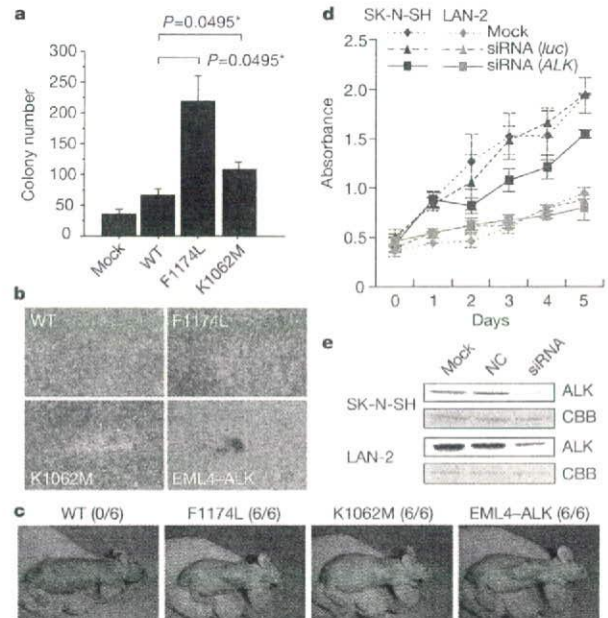 a
P=0.0495*
P=0.0495*
Colony number
300
250
200
150
100
50
0
Mock
WT
F1174L
K1062M
b
WT
F1174L
K1062M
EML4–ALK
c
WT (0/6)
F1174L (6/6)
K1062M (6/6)
EML4–ALK (6/6)
d
SK-N-SH LAN-2
Mock
siRNA (luc)
siRNA (ALK)
Absorbance
2.5
2.0
1.5
1.0
0.5
0
0 1 2 3 4 5
Days
e
Mock
NC
siRNA
SK-N-SH
ALK
CBB
LAN-2
ALK
CBB